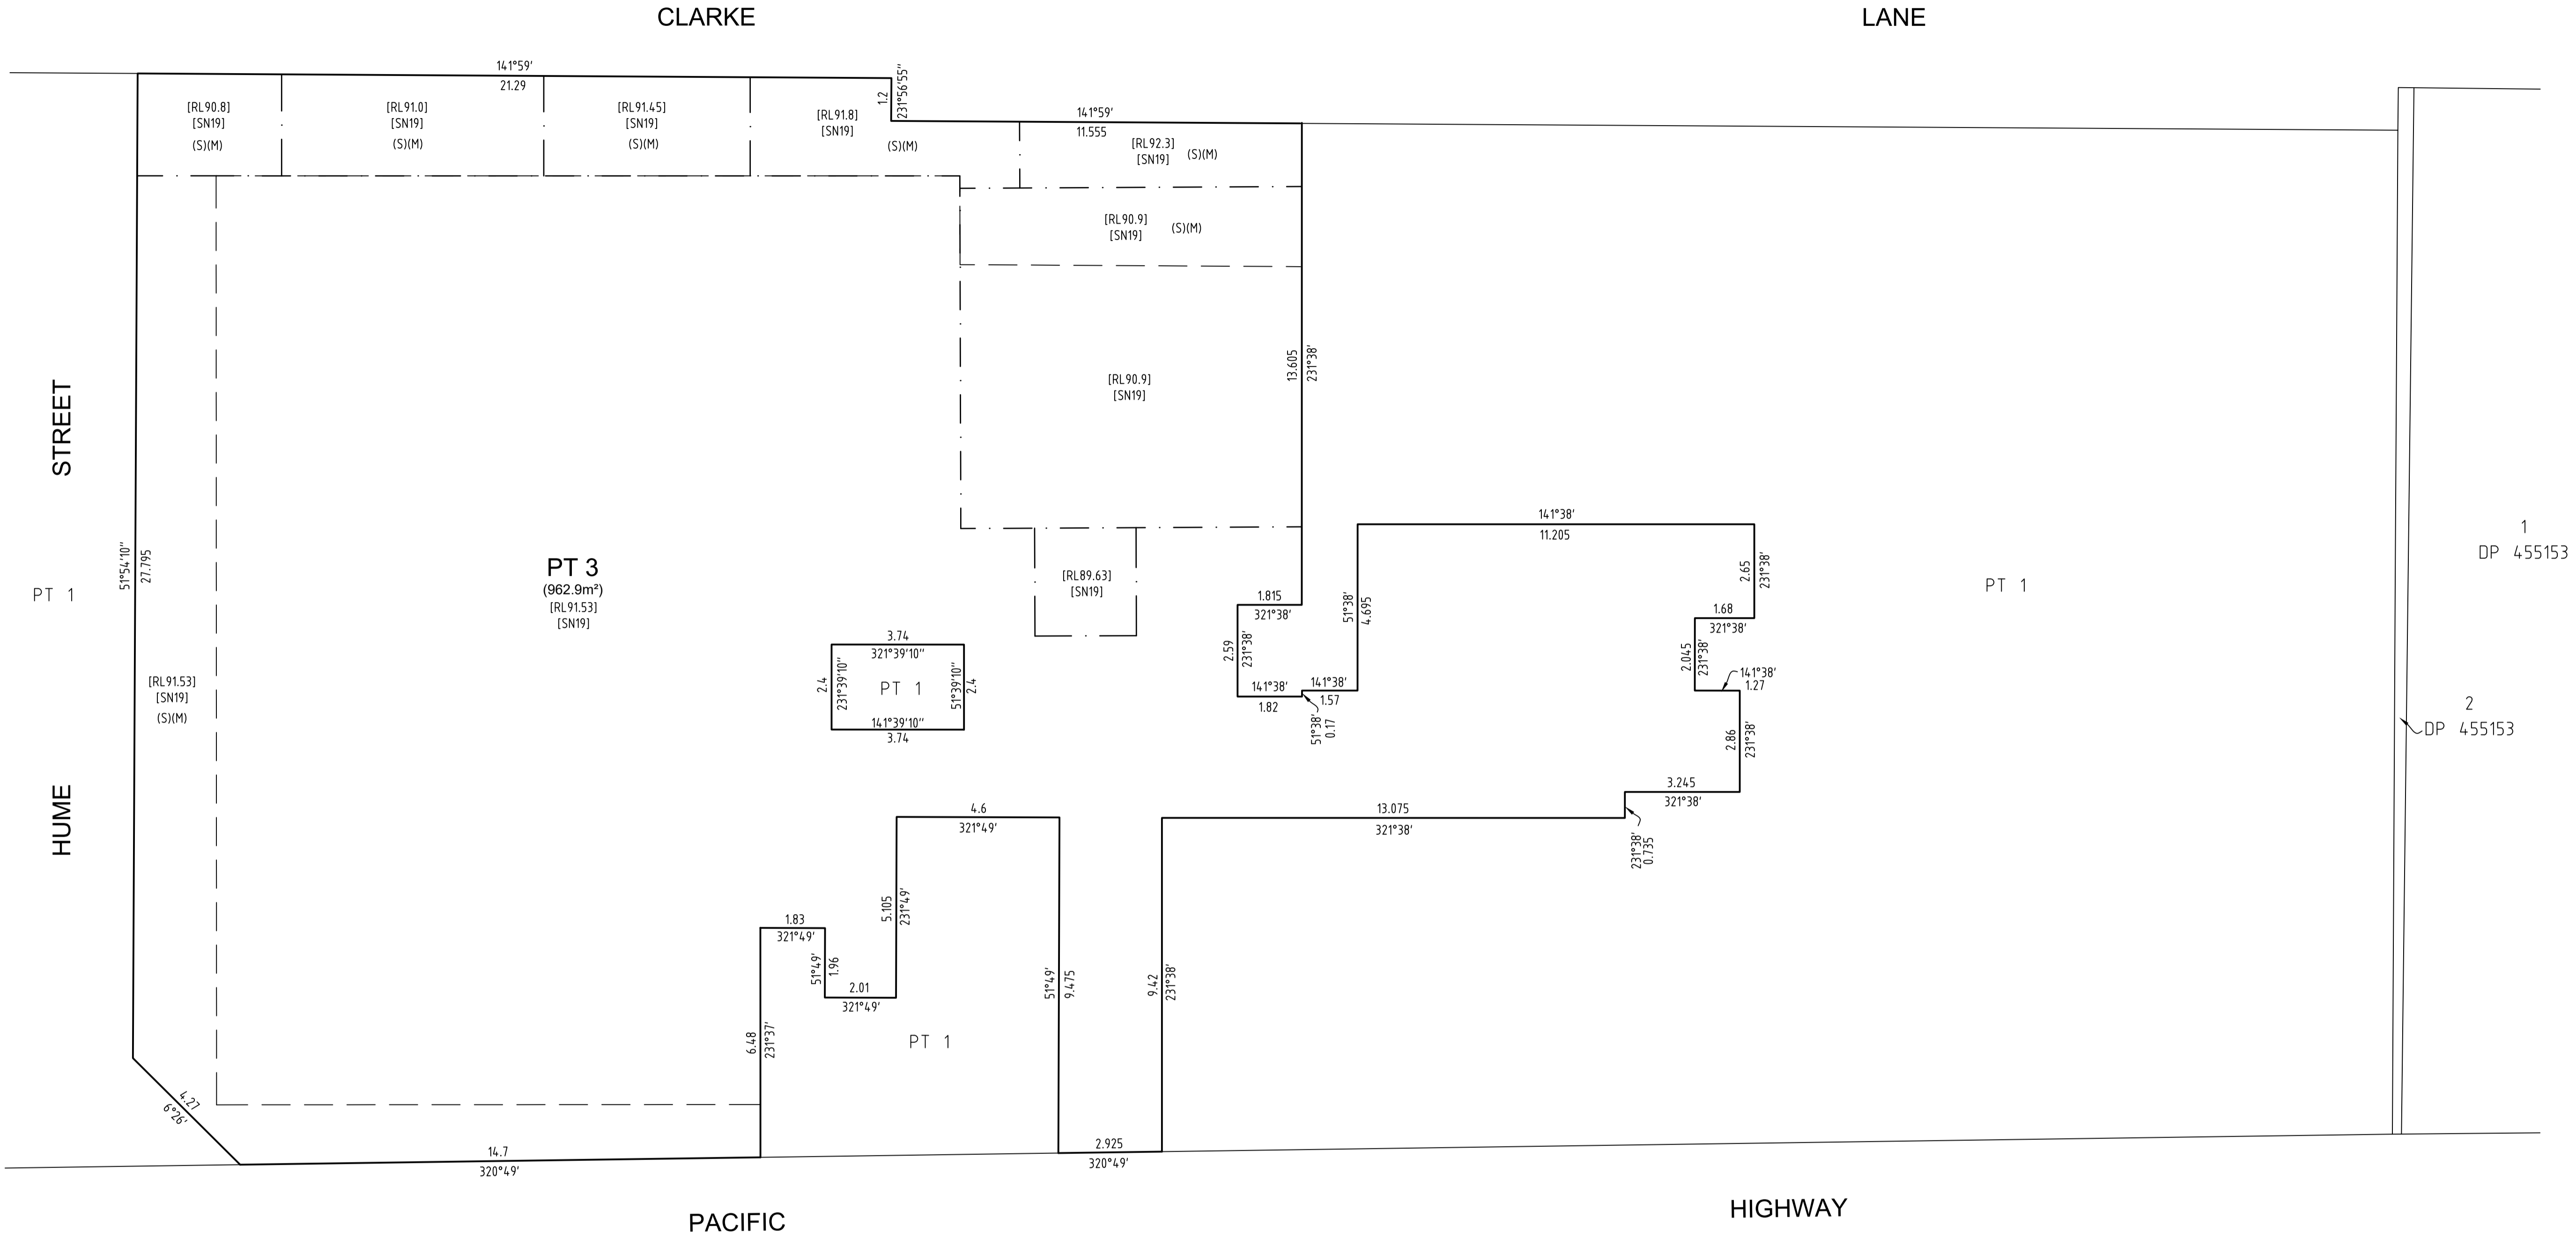 CLARKE
LANE
141°59'
21.29
1.2
231°56'55"
141°59'
11.555
[RL90.8]
[SN19]
(S)(M)
[RL91.0]
[SN19]
(S)(M)
[RL91.45]
[SN19]
(S)(M)
[RL91.8]
[SN19]
(S)(M)
[RL92.3]
[SN19]
(S)(M)
[RL90.9]
[SN19]
(S)(M)
[RL90.9]
[SN19]
13.605
231°38'
STREET
HUME
PT 1
51°54'10"
27.795
PT 3
(962.9m²)
[RL91.53]
[SN19]
[RL89.63]
[SN19]
[RL91.53]
[SN19]
(S)(M)
3.74
321°39'10"
2.4
231°39'10"
PT 1
51°39'10"
2.4
141°39'10"
3.74
1.815
321°38'
2.59
231°38'
141°38'
1.82
51°38'
0.17
141°38'
1.57
51°38'
4.695
141°38'
11.205
2.65
231°38'
1.68
321°38'
2.045
231°38'
141°38'
1.27
2.86
231°38'
3.245
321°38'
231°38'
0.735
13.075
321°38'
PT 1
1
DP 455153
2
DP 455153
4.6
321°49'
5.105
231°49'
1.83
321°49'
51°49'
1.96
2.01
321°49'
6.48
231°37'
PT 1
51°49'
9.475
9.42
231°38'
4.27
6°26'
14.7
320°49'
2.925
320°49'
PACIFIC
HIGHWAY